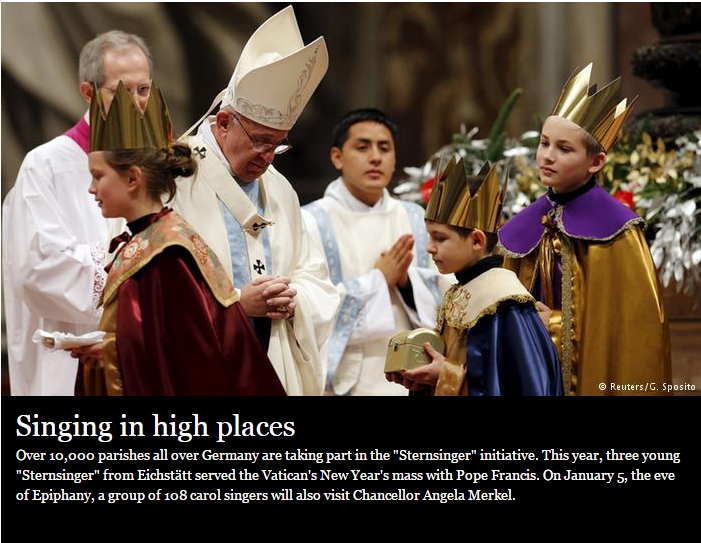 © Reuters/G. Sposito
Singing in high places
Over 10,000 parishes all over Germany are taking part in the "Sternsinger" initiative. This year, three young
"Sternsinger" from Eichstätt served the Vatican's New Year's mass with Pope Francis. On January 5, the eve
of Epiphany, a group of 108 carol singers will also visit Chancellor Angela Merkel.